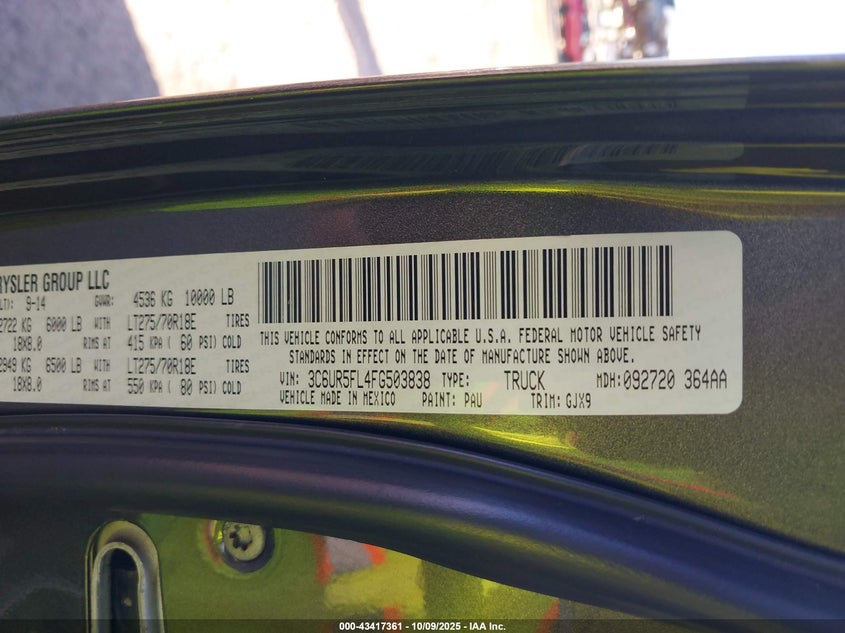 RYSLER GROUP LLC
LT): 9-14 GVWR: 4536 KG 10000 LB
2722 KG 6000 LB WITH LT275/70R18E TIRES
18X8.0 RIMS AT 415 KPA ( 60 PSI) COLD
2949 KG 6500 LB WITH LT275/70R18E TIRES
18X8.0 RIMS AT 550 KPA ( 80 PSI) COLD
THIS VEHICLE CONFORMS TO ALL APPLICABLE U.S.A. FEDERAL MOTOR VEHICLE SAFETY
STANDARDS IN EFFECT ON THE DATE OF MANUFACTURE SHOWN ABOVE.
VIN: 3C6UR5FL4FG503838 TYPE: TRUCK MDH:092720 364AA
VEHICLE MADE IN MEXICO PAINT: PAU TRIM: GJX9
000-43417361 - 10/09/2025 - IAA Inc.